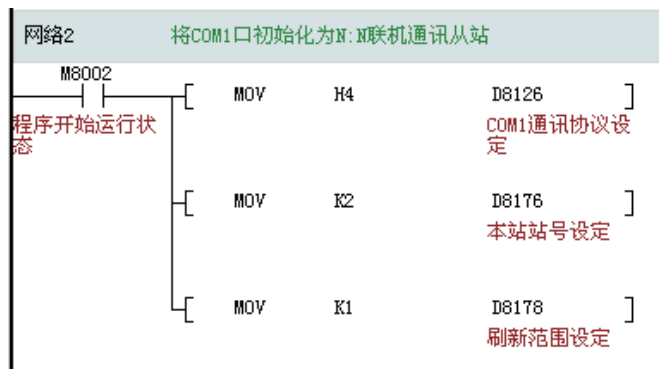 网络2 将COM1口初始化为N:N联机通讯从站
M8002
MOV H4 D8126
程序开始运行状
态
COM1通讯协议设
定
MOV K2 D8176
本站站号设定
MOV K1 D8178
刷新范围设定